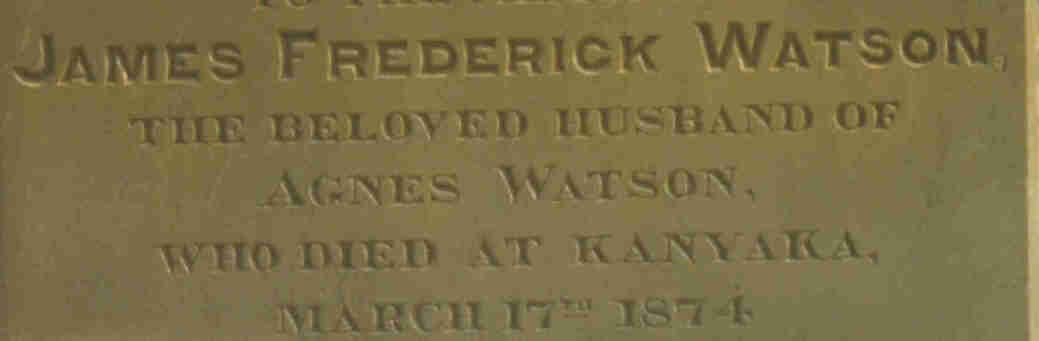 JAMES FREDERICK WATSON,
THE BELOVED HUSBAND OF
AGNES WATSON,
WHO DIED AT KANYAKA,
MARCH 17TH 1874